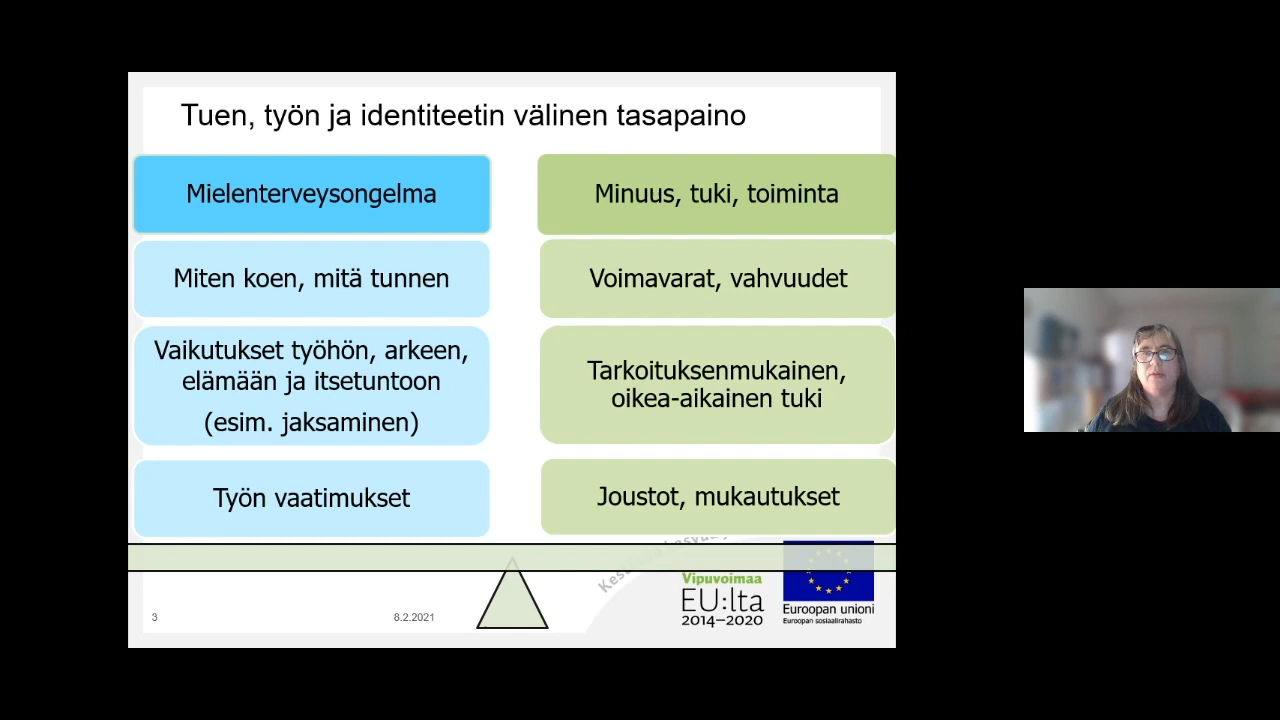 Tuen, työn ja identiteetin välinen tasapaino
Mielenterveysongelma
Miten koen, mitä tunnen
Vaikutukset työhön, arkeen,
elämään ja itsetuntoon
(esim. jaksaminen)
Työn vaatimukset
Minuus, tuki, toiminta
Voimavarat, vahvuudet
Tarkoituksenmukainen,
oikea-aikainen tuki
Joustot, mukautukset
3
8.2.2021
Vipuvoimaa
EU:lta
2014–2020
Euroopan unioni
Euroopan sosiaalirahasto